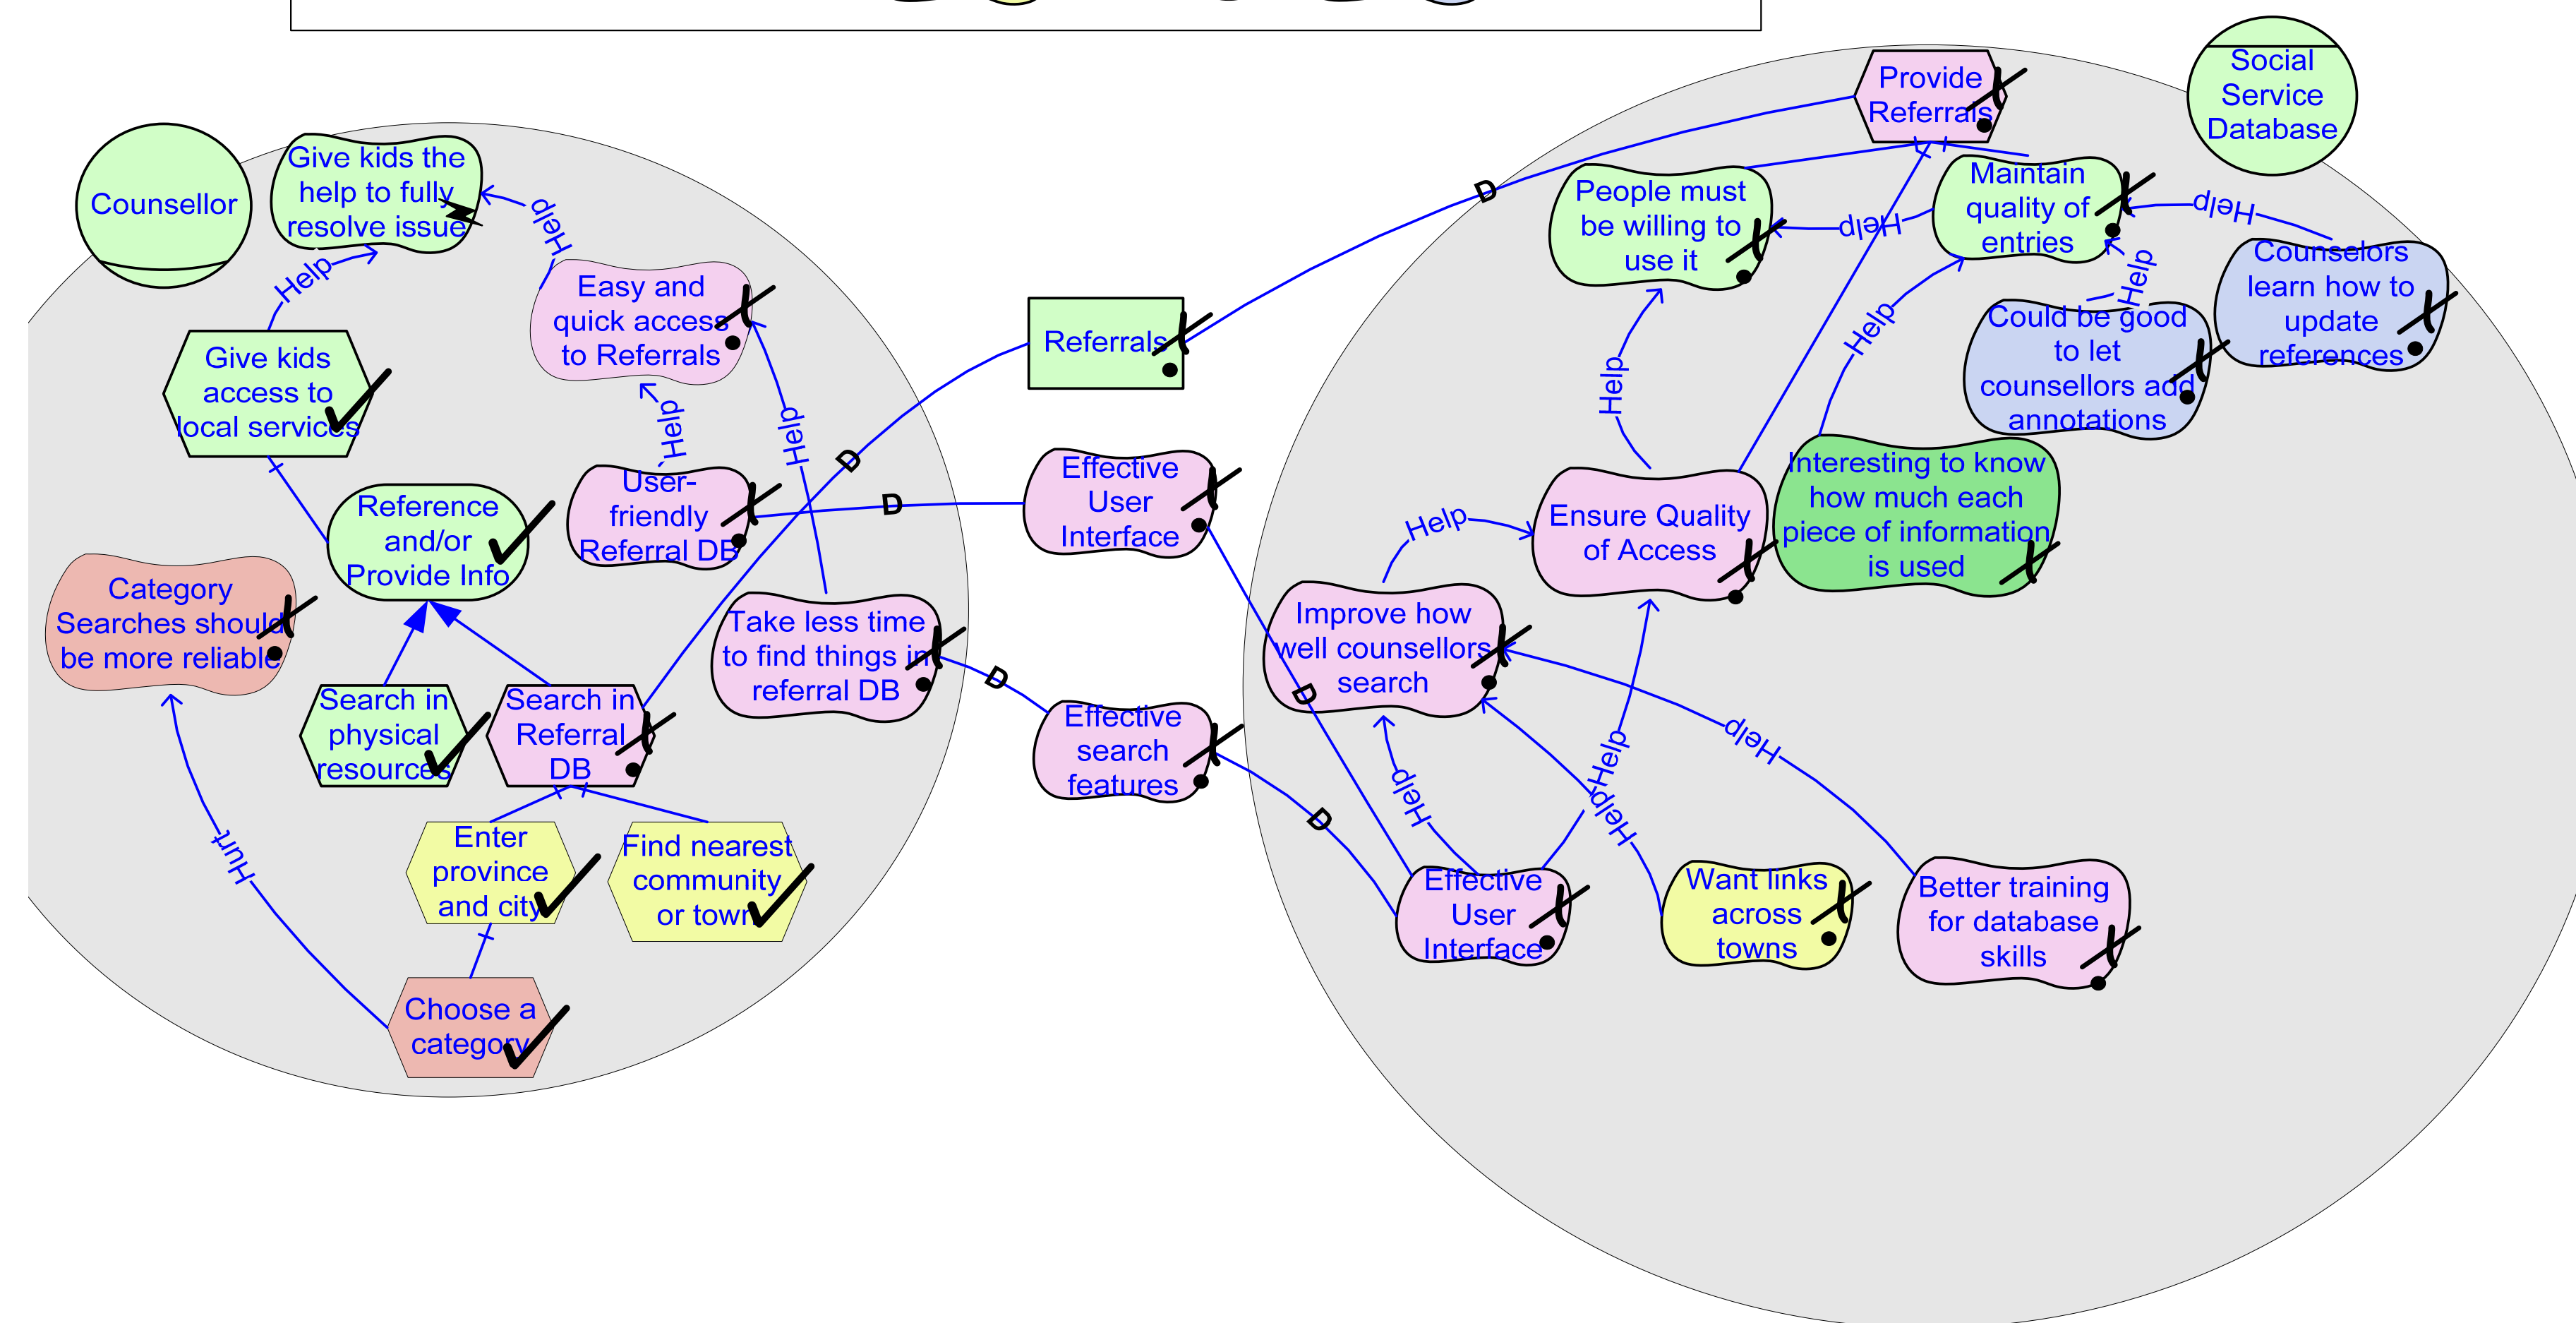 Social
Service
Database
Provide
Referrals
Counsellor
Give kids the
help to fully
resolve issue
Help
Help
Easy and
quick access
to Referrals
Give kids
access to
local services
Help
Help
User-
friendly
Referral DB
Reference
and/or
Provide Info
Category
Searches should
be more reliable
Search in
physical
resources
Search in
Referral
DB
Take less time
to find things in
referral DB
Hurt
Enter
province
and city
Find nearest
community
or town
Choose a
category
D
D
D
D
D
D
Referrals
Effective
User
Interface
Effective
search
features
People must
be willing to
use it
Help
Maintain
quality of
entries
Help
Help
Counselors
learn how to
update
references
Could be good
to let
counsellors add
annotations
Help
Help
Interesting to know
how much each
piece of information
is used
Ensure Quality
of Access
Help
Improve how
well counsellors
search
Help
Help
Help
Help
Effective
User
Interface
Want links
across
towns
Better training
for database
skills